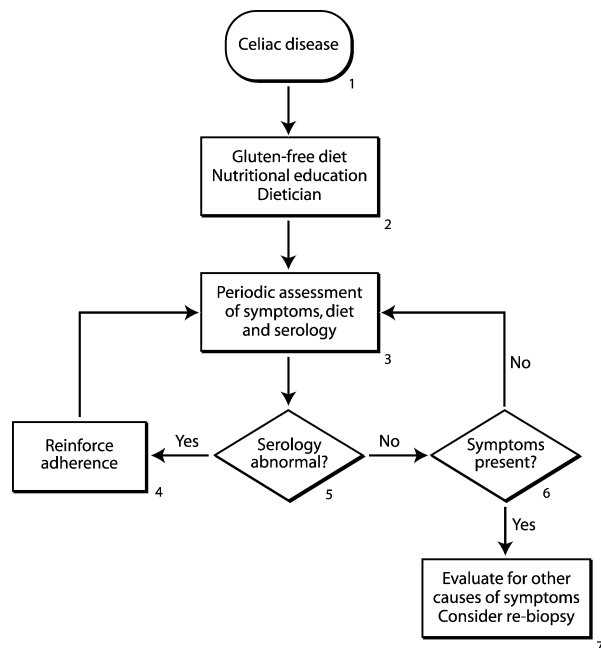 Celiac disease
1
Gluten-free diet
Nutritional education
Dietician
2
Periodic assessment
of symptoms, diet
and serology
3
No
Reinforce
adherence
4
Yes
Serology
abnormal?
5
No
Symptoms
present?
6
Yes
Evaluate for other
causes of symptoms
Consider re-biopsy
7